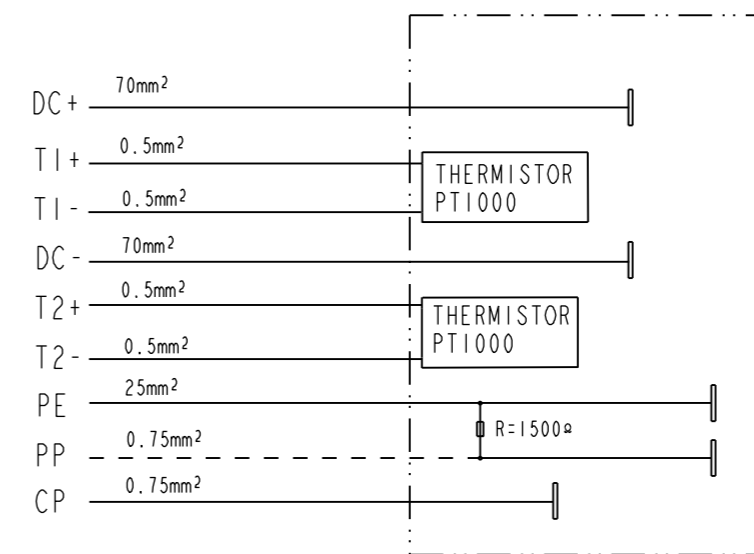 DC+ 70mm²
T1+ 0.5mm²
THERMISTOR
PT1000
T1- 0.5mm²
DC- 70mm²
T2+ 0.5mm²
THERMISTOR
PT1000
T2- 0.5mm²
PE 25mm²
R=1500Ω
PP 0.75mm²
CP 0.75mm²